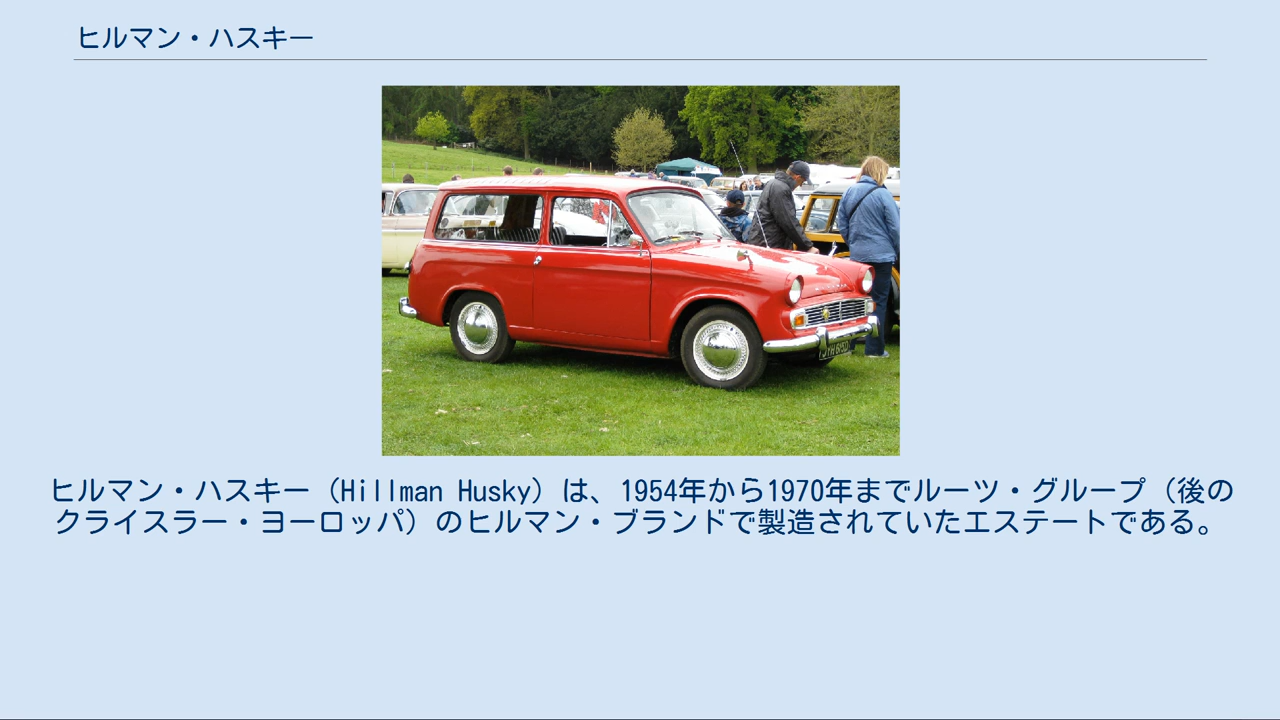 ヒルマン・ハスキー
ヒルマン・ハスキー（Hillman Husky）は、1954年から1970年までルーツ・グループ（後の
クライスラー・ヨーロッパ）のヒルマン・ブランドで製造されていたエステートである。